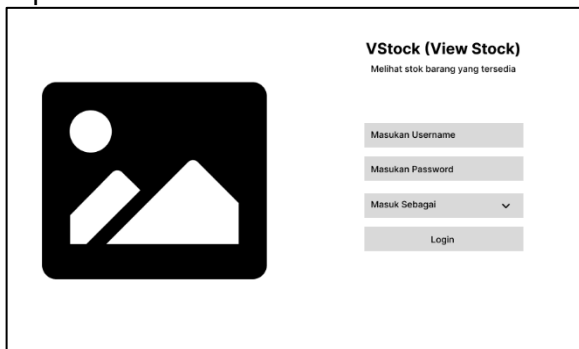 VStock (View Stock)
Melihat stok barang yang tersedia
Masukan Username
Masukan Password
Masuk Sebagai
Login